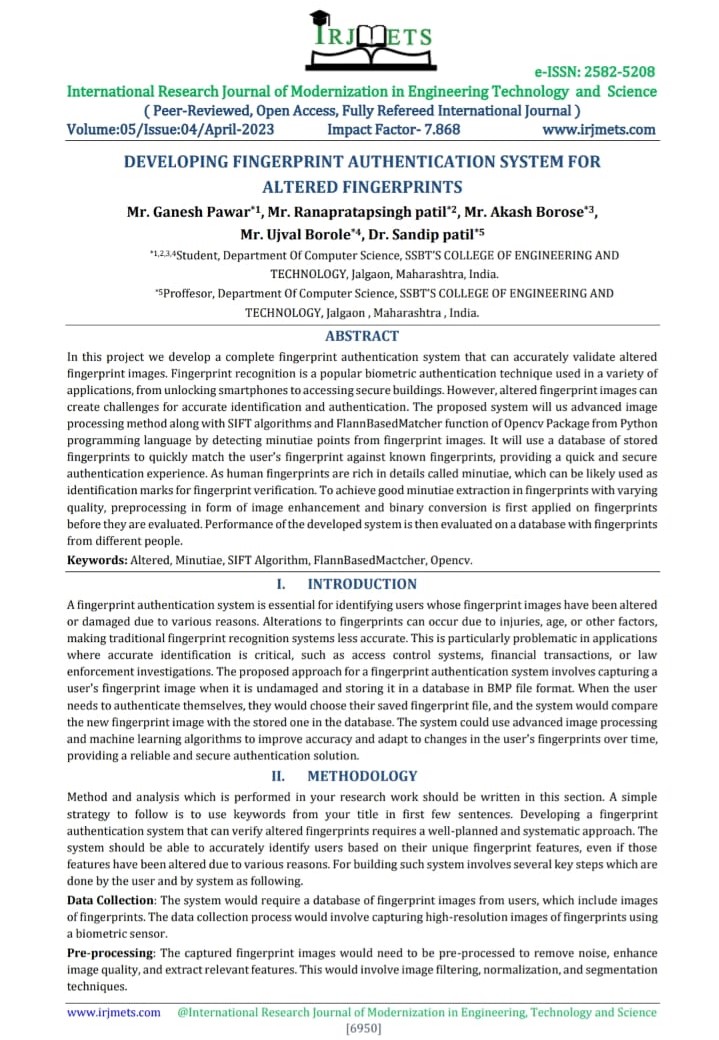 IRJMETS
e-ISSN: 2582-5208
International Research Journal of Modernization in Engineering Technology and Science
( Peer-Reviewed, Open Access, Fully Refereed International Journal )
Volume:05/Issue:04/April-2023 Impact Factor- 7.868 www.irjmets.com
DEVELOPING FINGERPRINT AUTHENTICATION SYSTEM FOR
ALTERED FINGERPRINTS
Mr. Ganesh Pawar*1, Mr. Ranapratapsingh patil*2, Mr. Akash Borose*3,
Mr. Ujval Borole*4, Dr. Sandip patil*5
*1,2,3,4Student, Department Of Computer Science, SSBT'S COLLEGE OF ENGINEERING AND
TECHNOLOGY, Jalgaon, Maharashtra, India.
*5Proffesor, Department Of Computer Science, SSBT'S COLLEGE OF ENGINEERING AND
TECHNOLOGY, Jalgaon , Maharashtra , India.
ABSTRACT
In this project we develop a complete fingerprint authentication system that can accurately validate altered
fingerprint images. Fingerprint recognition is a popular biometric authentication technique used in a variety of
applications, from unlocking smartphones to accessing secure buildings. However, altered fingerprint images can
create challenges for accurate identification and authentication. The proposed system will us advanced image
processing method along with SIFT algorithms and FlannBasedMatcher function of Opencv Package from Python
programming language by detecting minutiae points from fingerprint images. It will use a database of stored
fingerprints to quickly match the user's fingerprint against known fingerprints, providing a quick and secure
authentication experience. As human fingerprints are rich in details called minutiae, which can be likely used as
identification marks for fingerprint verification. To achieve good minutiae extraction in fingerprints with varying
quality, preprocessing in form of image enhancement and binary conversion is first applied on fingerprints
before they are evaluated. Performance of the developed system is then evaluated on a database with fingerprints
from different people.
Keywords: Altered, Minutiae, SIFT Algorithm, FlannBasedMactcher, Opencv.
I. INTRODUCTION
A fingerprint authentication system is essential for identifying users whose fingerprint images have been altered
or damaged due to various reasons. Alterations to fingerprints can occur due to injuries, age, or other factors,
making traditional fingerprint recognition systems less accurate. This is particularly problematic in applications
where accurate identification is critical, such as access control systems, financial transactions, or law
enforcement investigations. The proposed approach for a fingerprint authentication system involves capturing a
user's fingerprint image when it is undamaged and storing it in a database in BMP file format. When the user
needs to authenticate themselves, they would choose their saved fingerprint file, and the system would compare
the new fingerprint image with the stored one in the database. The system could use advanced image processing
and machine learning algorithms to improve accuracy and adapt to changes in the user's fingerprints over time,
providing a reliable and secure authentication solution.
II. METHODOLOGY
Method and analysis which is performed in your research work should be written in this section. A simple
strategy to follow is to use keywords from your title in first few sentences. Developing a fingerprint
authentication system that can verify altered fingerprints requires a well-planned and systematic approach. The
system should be able to accurately identify users based on their unique fingerprint features, even if those
features have been altered due to various reasons. For building such system involves several key steps which are
done by the user and by system as following.
Data Collection: The system would require a database of fingerprint images from users, which include images
of fingerprints. The data collection process would involve capturing high-resolution images of fingerprints using
a biometric sensor.
Pre-processing: The captured fingerprint images would need to be pre-processed to remove noise, enhance
image quality, and extract relevant features. This would involve image filtering, normalization, and segmentation
techniques.
www.irjmets.com @International Research Journal of Modernization in Engineering, Technology and Science
[6950]